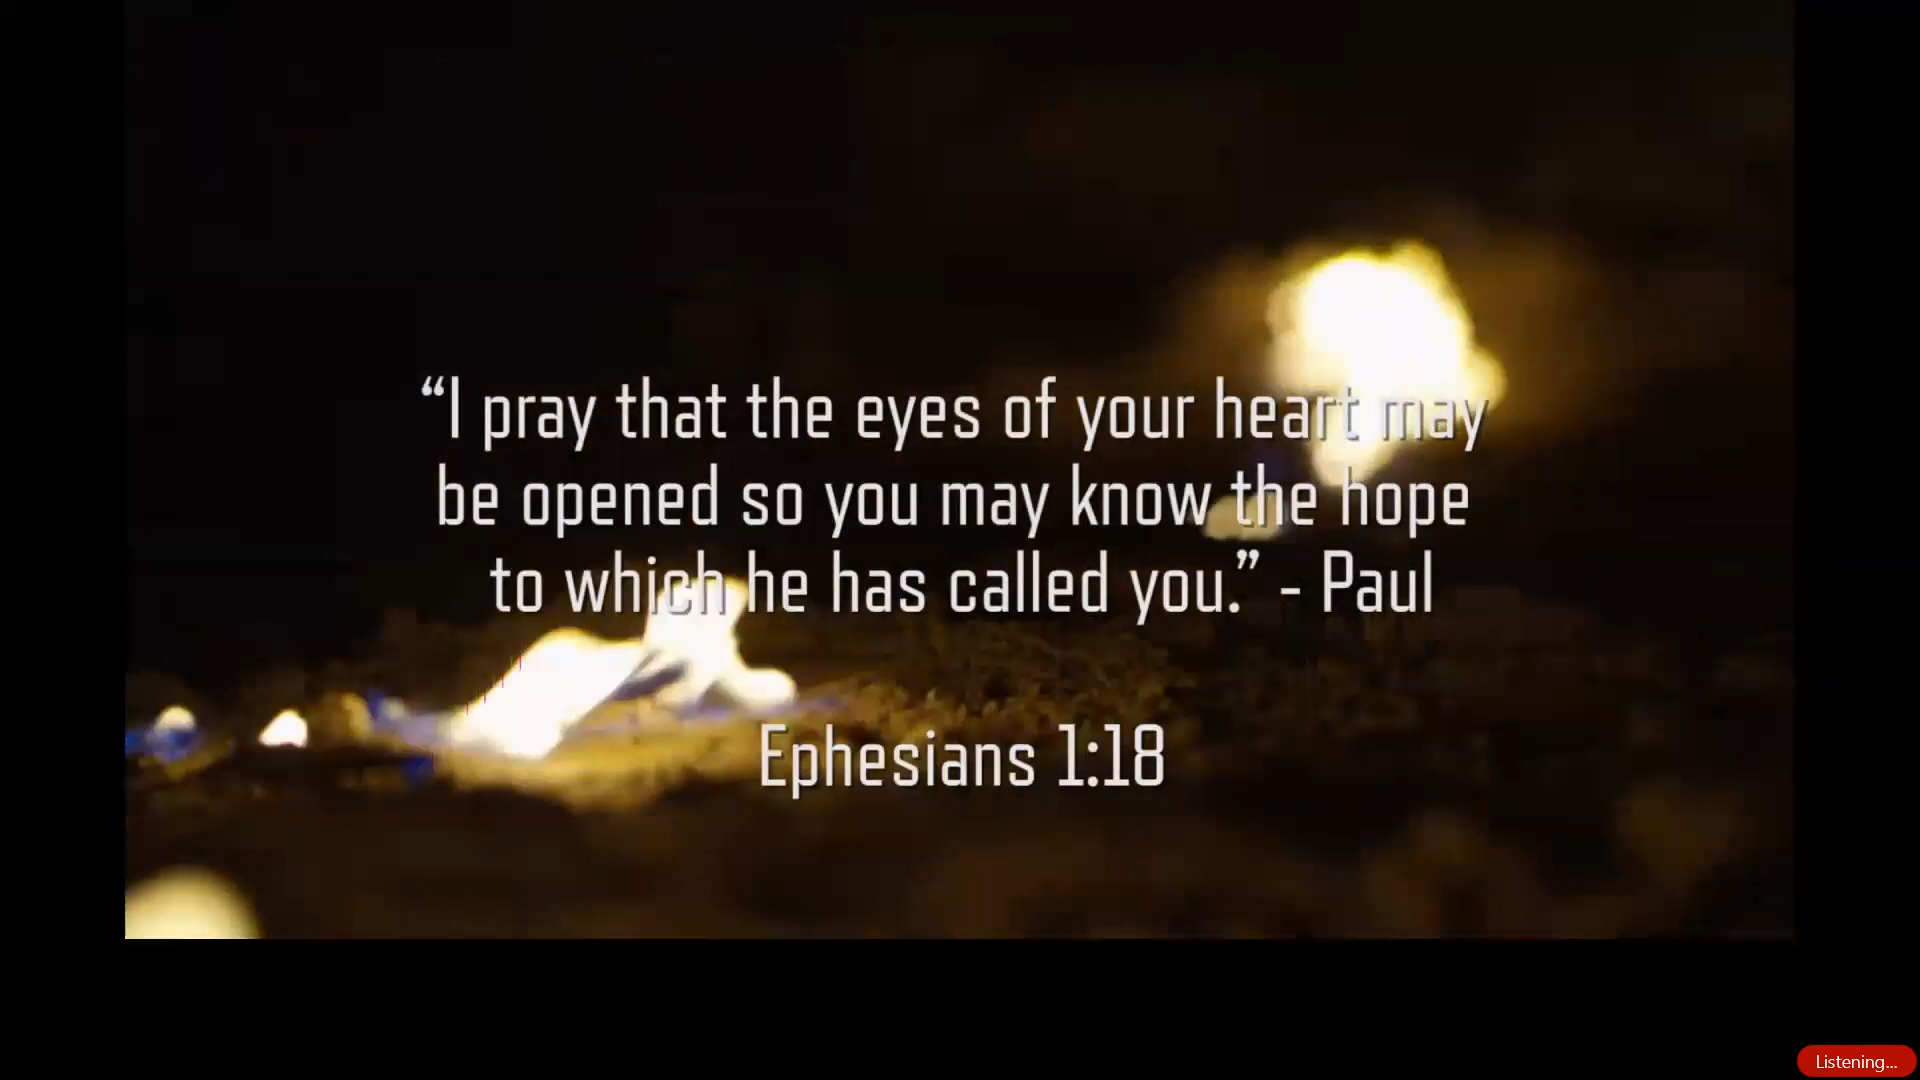 “I pray that the eyes of your heart may
be opened so you may know the hope
to which he has called you.” - Paul
Ephesians 1:18
Listening...